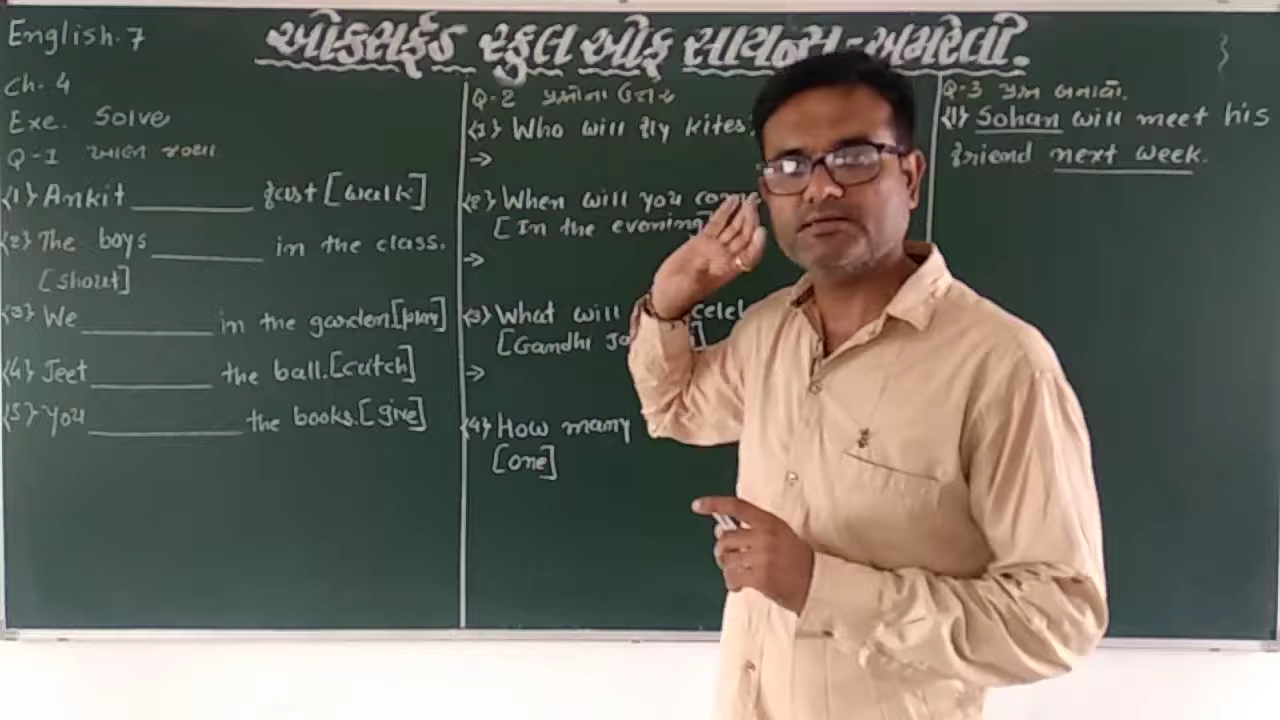 ઓક્સફર્ડ સ્કુલ ઓફ સાયન્સ-અમરેલી.
English.7
ch. 4
Exe. Solve
Q-1 ખાલી જગ્યા
(1) Ankit ________ fast [walk]
(2) The boys ________ in the class.
[shout]
(3) We ________ in the garden [play]
(4) Jeet ________ the ball. [catch]
(5) You ________ the books. [give]
Q-2 પ્રશ્નોના ઉત્તર
(1) Who will fly kites.
→
(2) When will you come
[In the evening
→
(3) What will
[Gandhi
→
(4) How many
[one]
Q-3 પ્રશ્ન બનાવો.
(1) Sohan will meet his
friend next week.